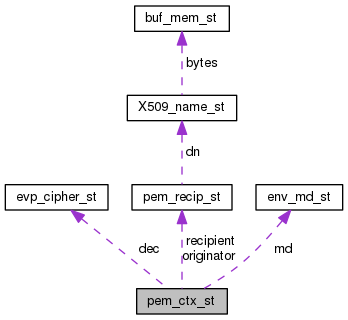 buf_mem_st
bytes
X509_name_st
dn
evp_cipher_st
pem_recip_st
env_md_st
dec
recipient
originator
md
pem_ctx_st